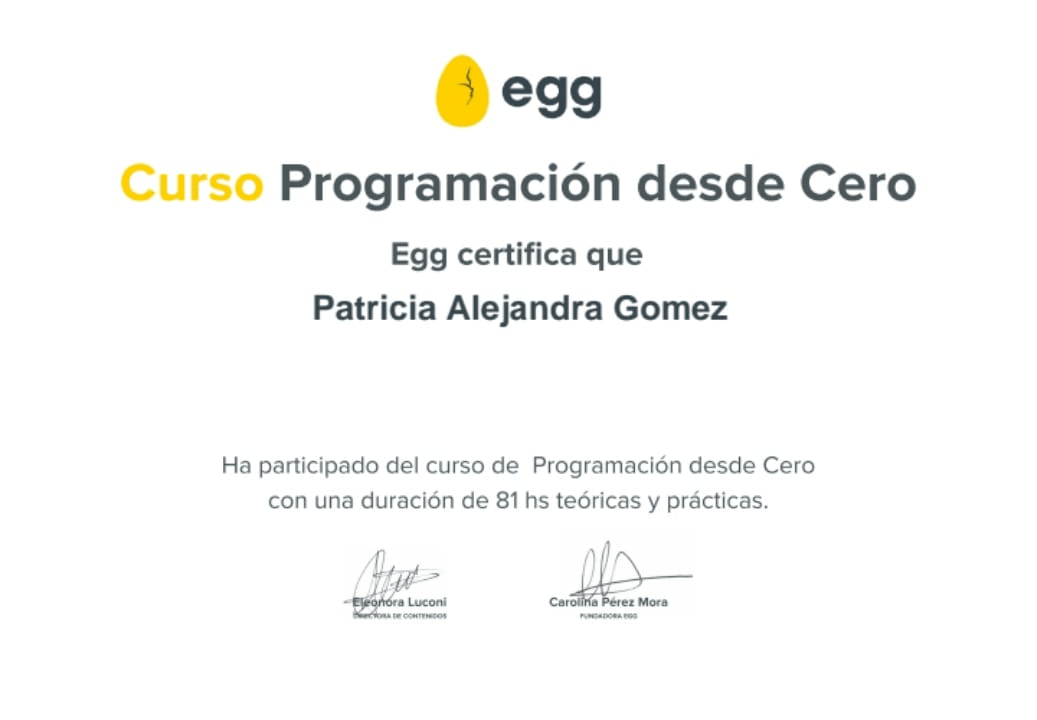 egg
Curso Programación desde Cero
Egg certifica que
Patricia Alejandra Gomez
Ha participado del curso de Programación desde Cero
con una duración de 81 hs teóricas y prácticas.
Eleonora Luconi
DIRECTORA DE CONTENIDOS
Carolina Pérez Mora
FUNDADORA EGG